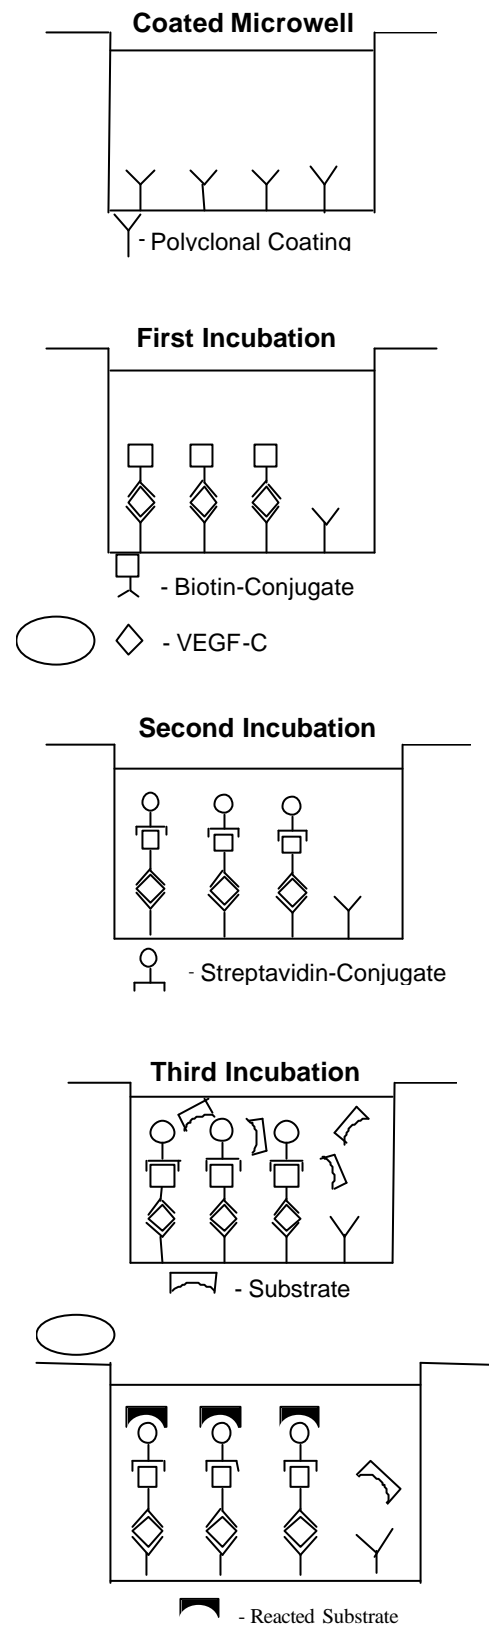 Coated Microwell
- Polyclonal Coating
First Incubation
- Biotin-Conjugate
- VEGF-C
Second Incubation
- Streptavidin-Conjugate
Third Incubation
- Substrate
- Reacted Substrate